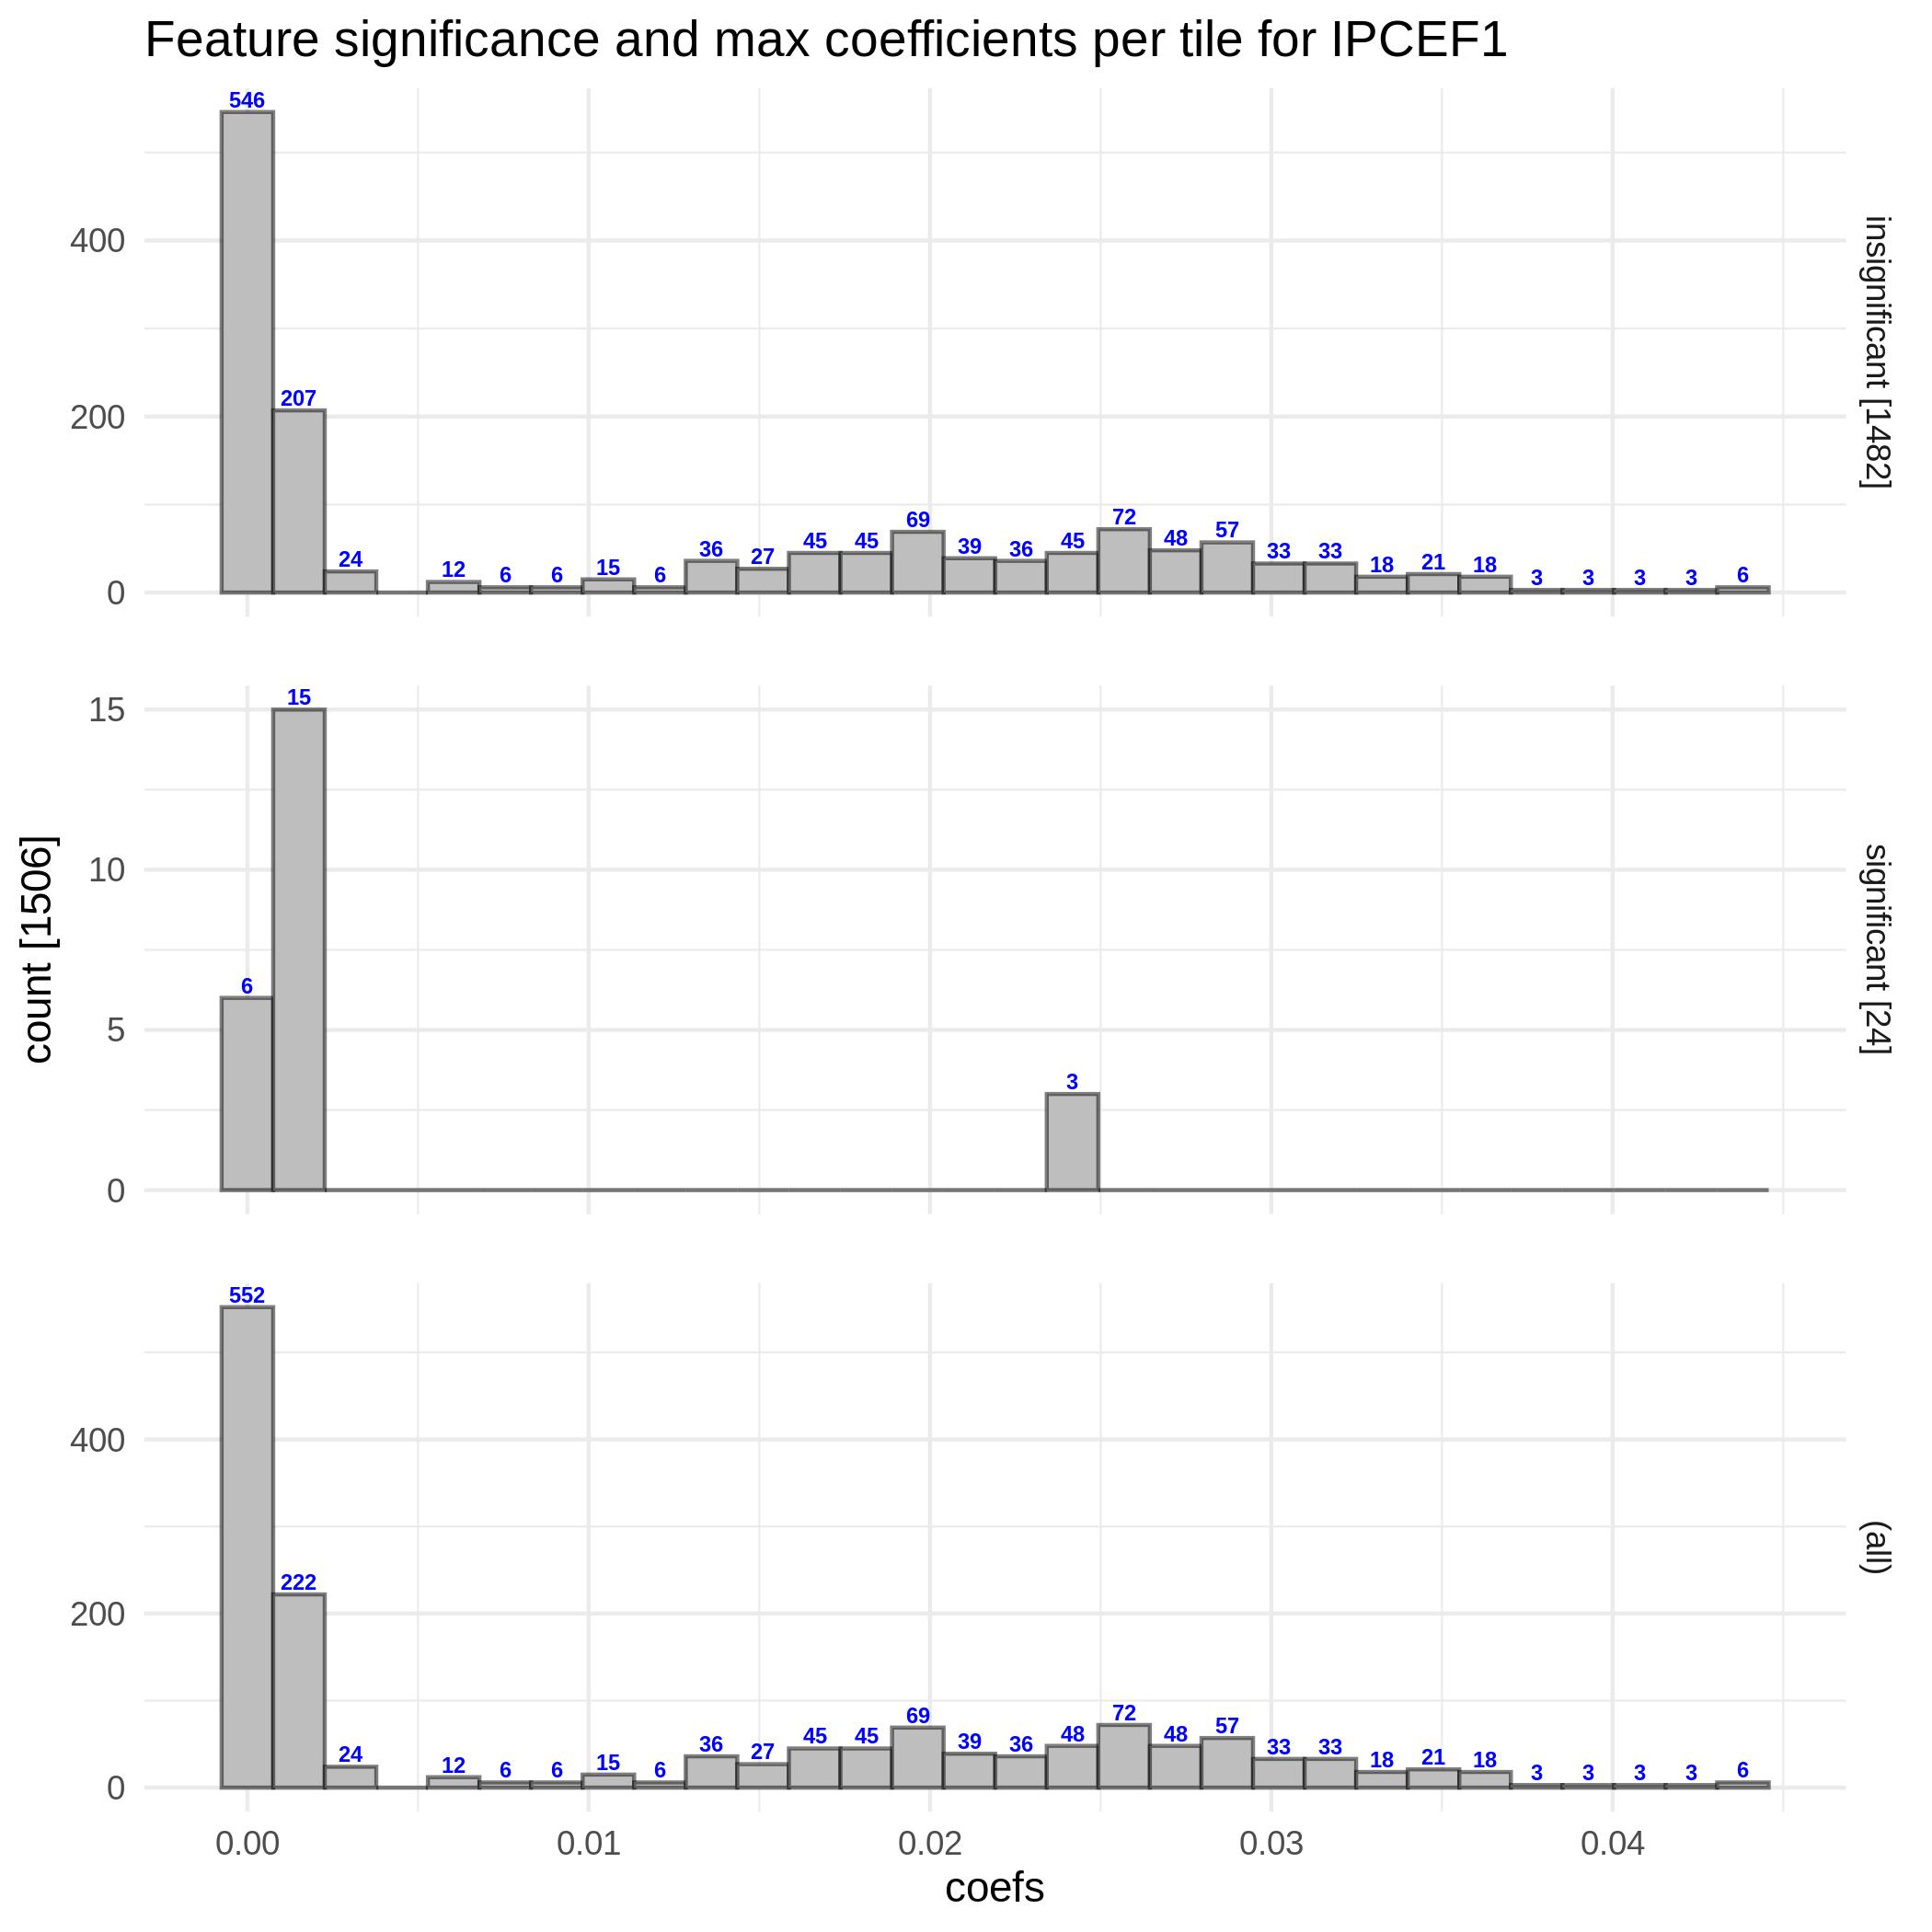 Feature significance and max coefficients per tile for IPCEF1
546
207
24
12 6 6 15 6 36 27 45 45 69 39 36 45 72 48 57 33 33 18 21 18 3 3 3 3 6
400
200
0
insignificant [1482]
15
6
3
15
10
5
0
significant [24]
count [1506]
552
222
24
12 6 6 15 6 36 27 45 45 69 39 36 48 72 48 57 33 33 18 21 18 3 3 3 3 6
400
200
0
(all)
0.00 0.01 0.02 0.03 0.04
coefs